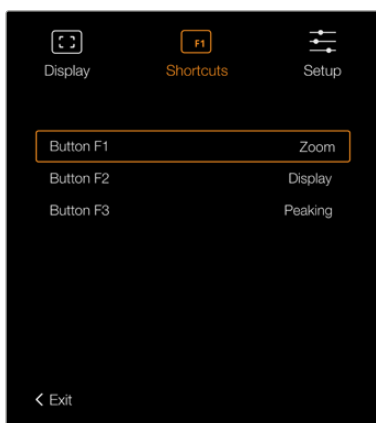 F1
Display Shortcuts Setup
Button F1 Zoom
Button F2 Display
Button F3 Peaking
Exit